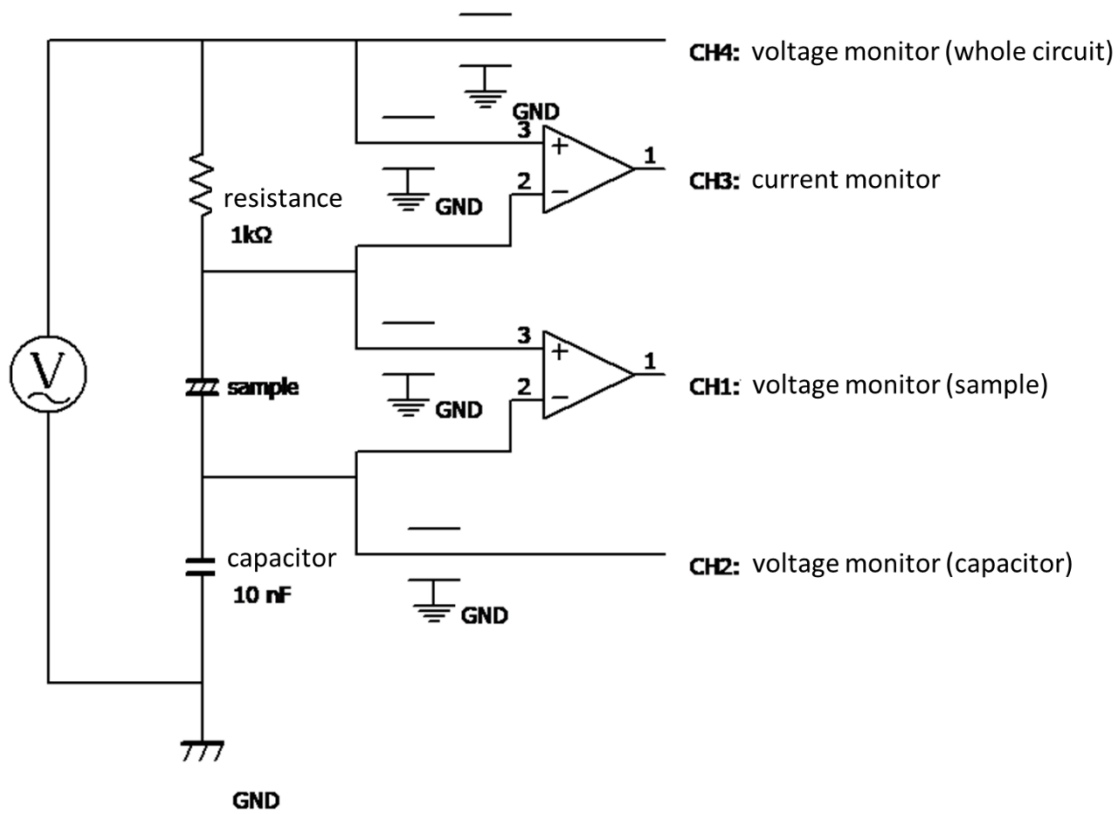 CH4: voltage monitor (whole circuit)
GND
3
+
1
2
−
CH3: current monitor
GND
resistance
1kΩ
V
3
+
1
2
−
CH1: voltage monitor (sample)
sample
GND
capacitor
10 nF
CH2: voltage monitor (capacitor)
GND
GND